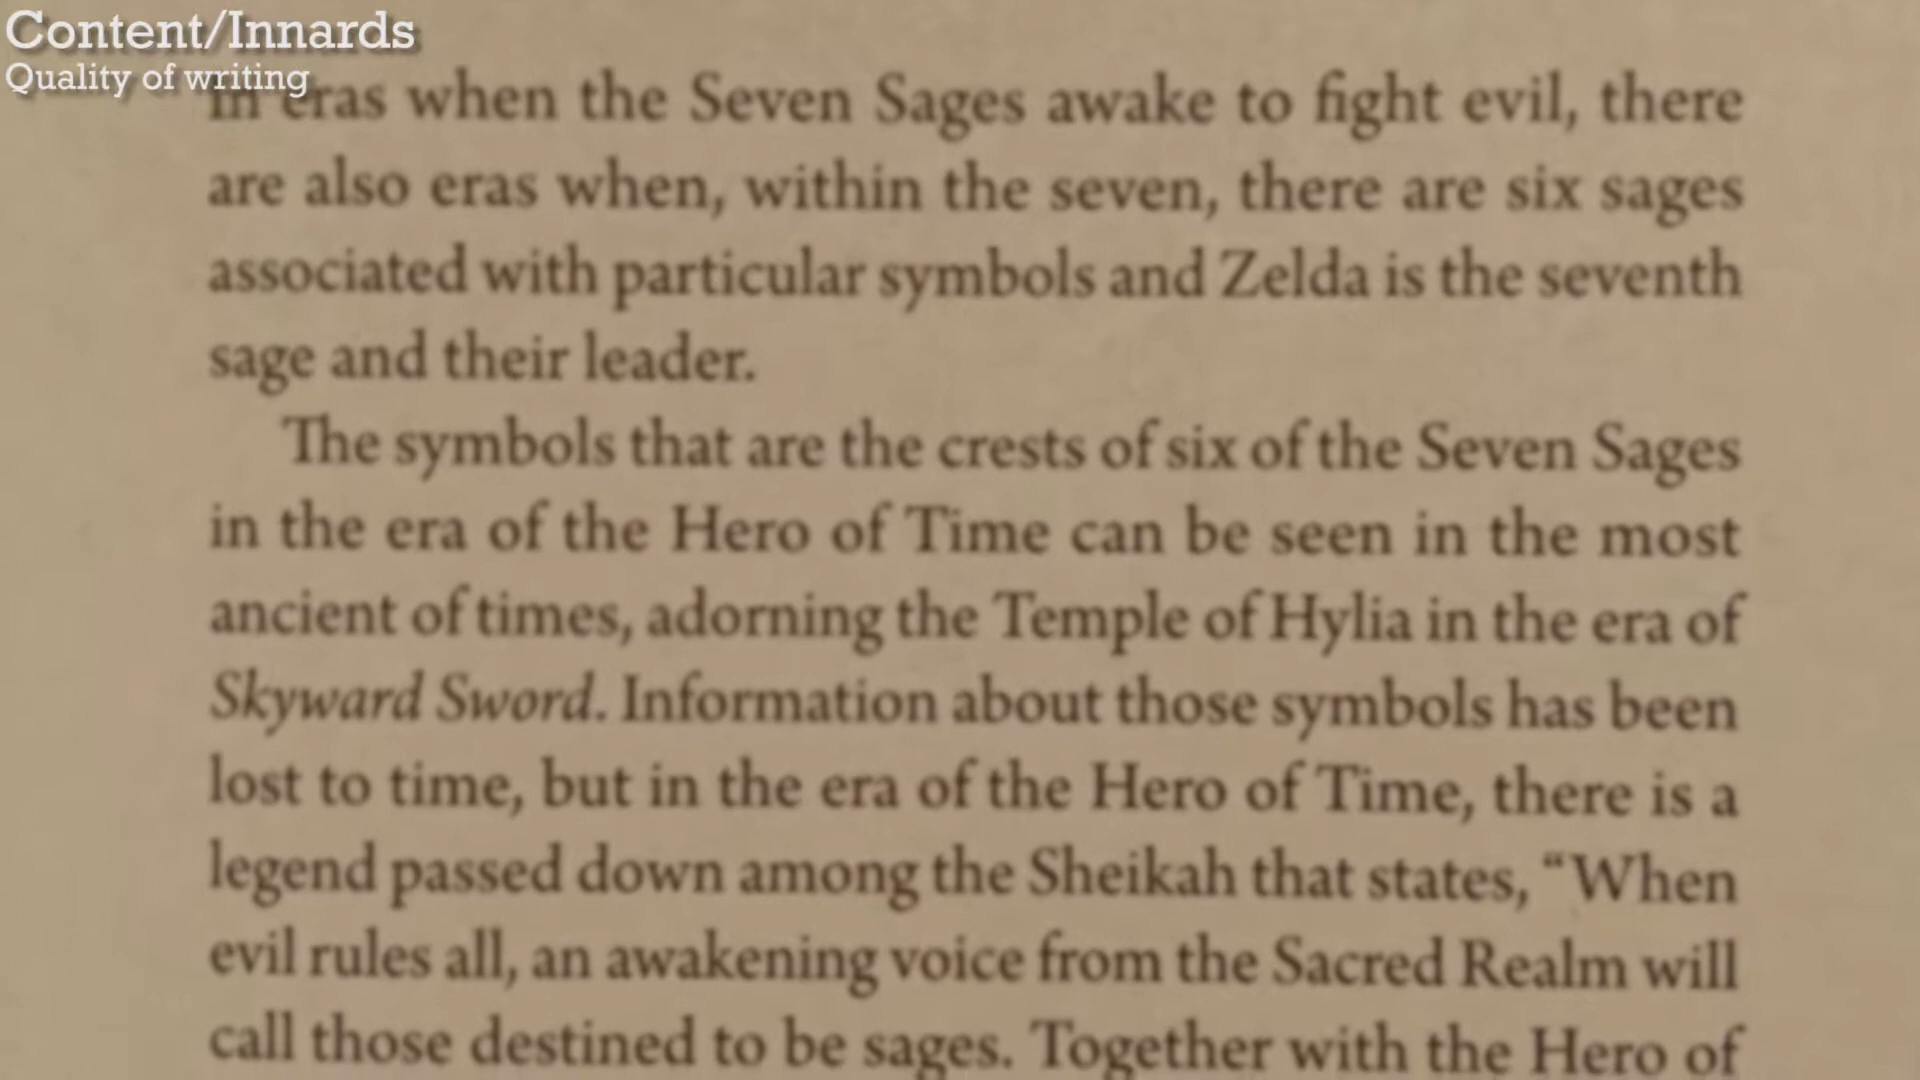 Content/Innards
Quality of writing
In eras when the Seven Sages awake to fight evil, there
are also eras when, within the seven, there are six sages
associated with particular symbols and Zelda is the seventh
sage and their leader.
The symbols that are the crests of six of the Seven Sages
in the era of the Hero of Time can be seen in the most
ancient of times, adorning the Temple of Hylia in the era of
Skyward Sword. Information about those symbols has been
lost to time, but in the era of the Hero of Time, there is a
legend passed down among the Sheikah that states, “When
evil rules all, an awakening voice from the Sacred Realm will
call those destined to be sages. Together with the Hero of